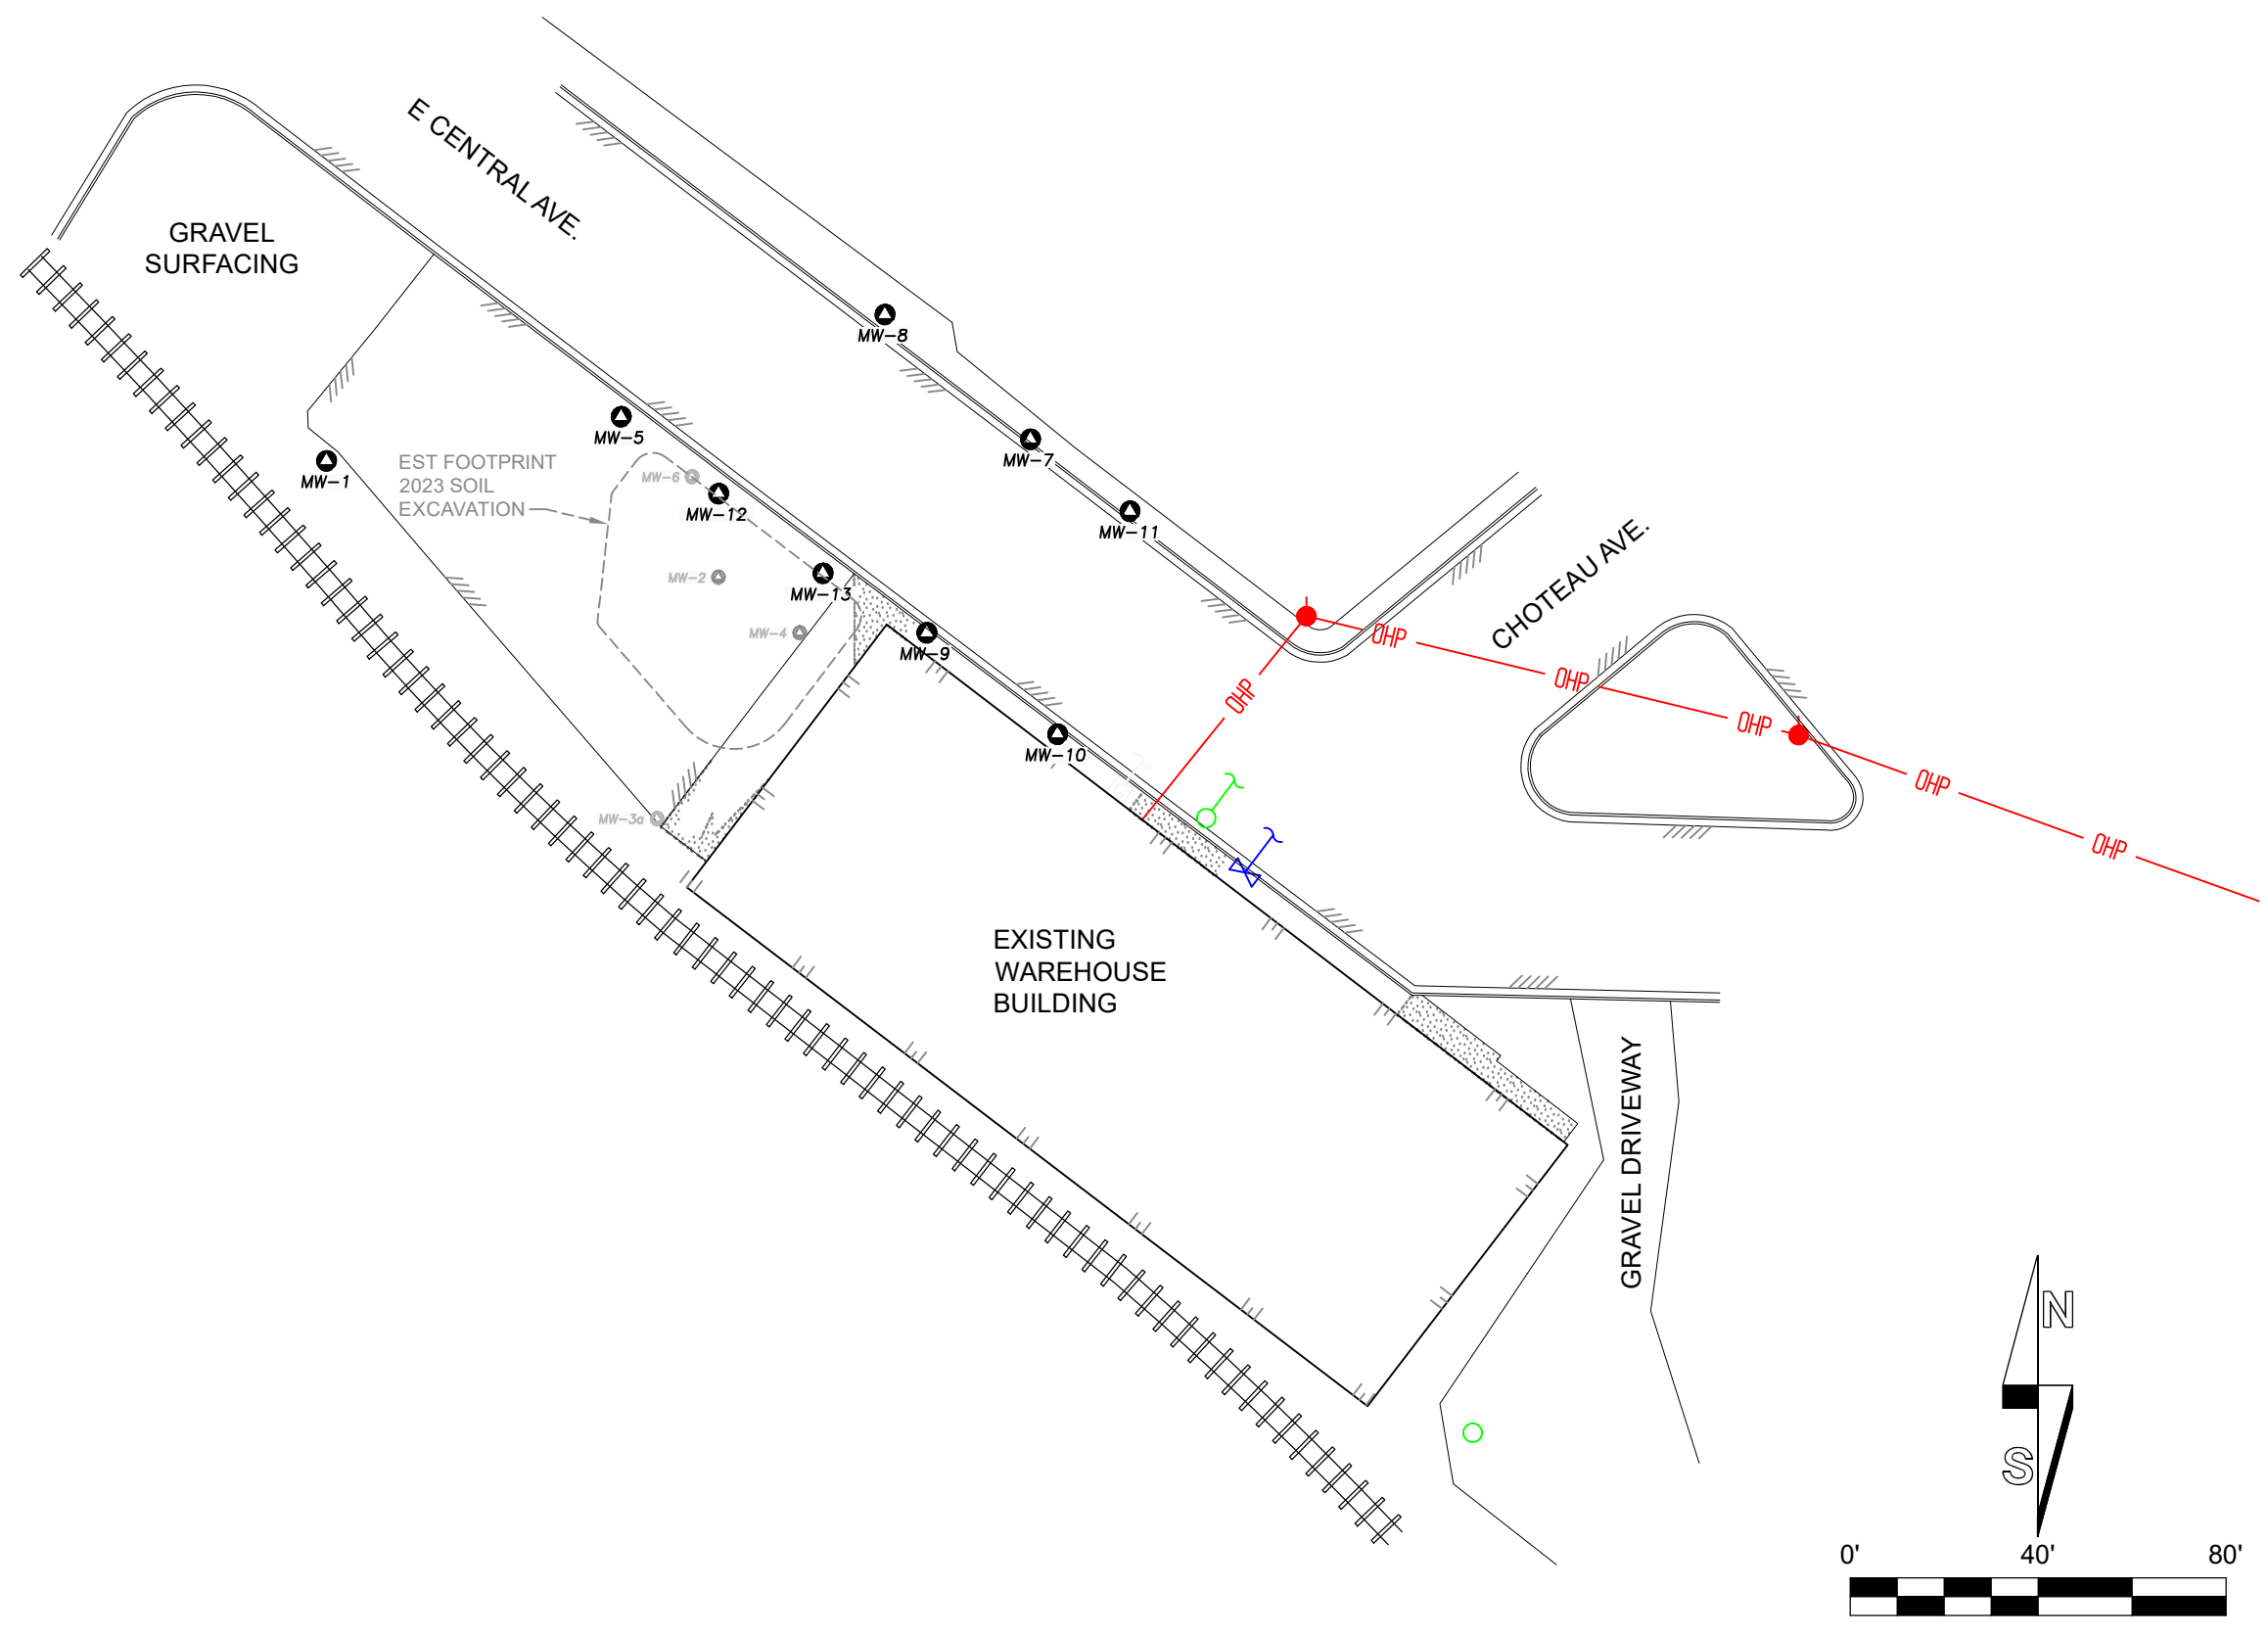 E CENTRAL AVE.
GRAVEL
SURFACING
MW-8
MW-5
MW-7
MW-1
EST FOOTPRINT
2023 SOIL
EXCAVATION
MW-6
MW-12
MW-11
MW-2
MW-13
CHOTEAU AVE.
MW-4
MW-9
OHP
OHP
OHP
OHP
OHP
OHP
MW-10
MW-3a
EXISTING
WAREHOUSE
BUILDING
GRAVEL DRIVEWAY
N
S
0' 40' 80'